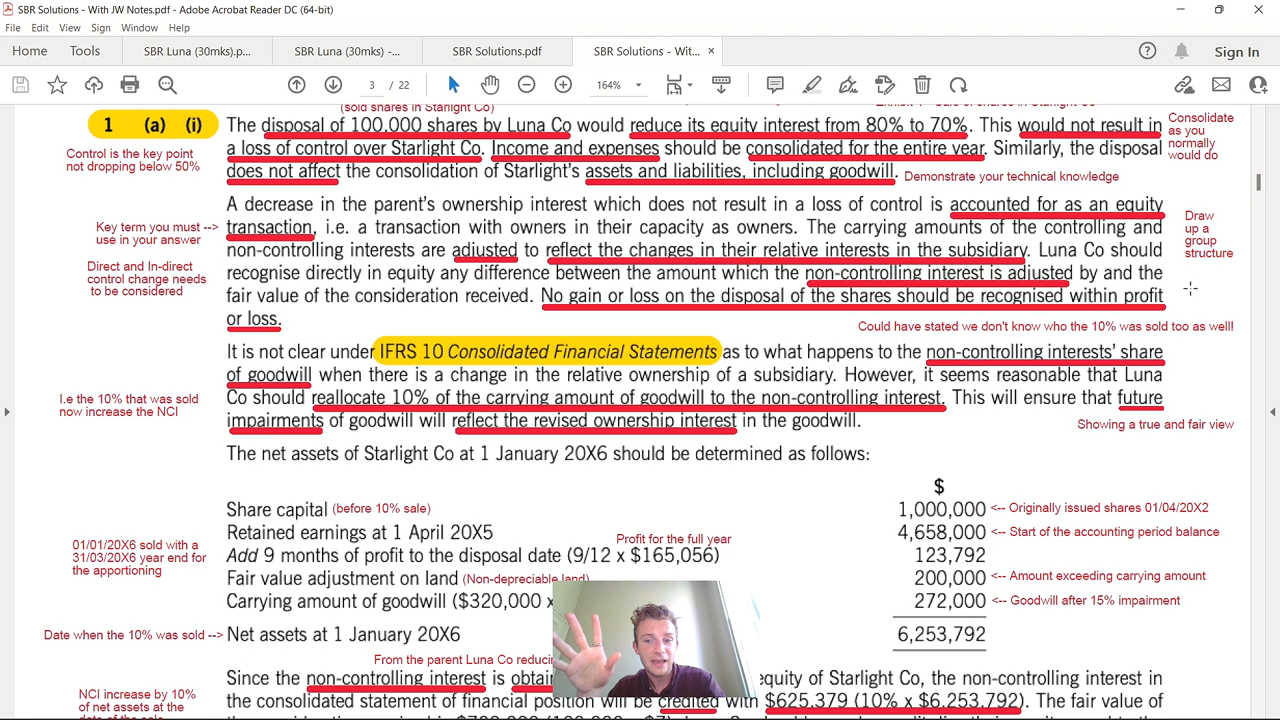 SBR Solutions - With JW Notes.pdf - Adobe Acrobat Reader DC (64-bit)
File Edit View Sign Window Help
Home Tools SBR Luna (30mks).p... SBR Luna (30mks) -... SBR Solutions.pdf SBR Solutions - Wit... × Sign In
3 / 22 164%
(sold shares in Starlight Co)
1 (a) (i) The disposal of 100,000 shares by Luna Co would reduce its equity interest from 80% to 70%. This would not result in
a loss of control over Starlight Co. Income and expenses should be consolidated for the entire year. Similarly, the disposal
does not affect the consolidation of Starlight's assets and liabilities, including goodwill.
Control is the key point
not dropping below 50%
Consolidate
as you
normally
would do
Demonstrate your technical knowledge
A decrease in the parent's ownership interest which does not result in a loss of control is accounted for as an equity
transaction, i.e. a transaction with owners in their capacity as owners. The carrying amounts of the controlling and
non-controlling interests are adjusted to reflect the changes in their relative interests in the subsidiary. Luna Co should
recognise directly in equity any difference between the amount which the non-controlling interest is adjusted by and the
fair value of the consideration received. No gain or loss on the disposal of the shares should be recognised within profit
or loss.
Key term you must -->
use in your answer
Direct and In-direct
control change needs
to be considered
Draw
up a
group
structure
Could have stated we don't know who the 10% was sold too as well!
It is not clear under IFRS 10 Consolidated Financial Statements as to what happens to the non-controlling interests' share
of goodwill when there is a change in the relative ownership of a subsidiary. However, it seems reasonable that Luna
Co should reallocate 10% of the carrying amount of goodwill to the non-controlling interest. This will ensure that future
impairments of goodwill will reflect the revised ownership interest in the goodwill.
I.e the 10% that was sold
now increase the NCI
Showing a true and fair view
The net assets of Starlight Co at 1 January 20X6 should be determined as follows:
$
Share capital (before 10% sale) 1,000,000 <-- Originally issued shares 01/04/20X2
Retained earnings at 1 April 20X5 4,658,000 <-- Start of the accounting period balance
Profit for the full year
Add 9 months of profit to the disposal date (9/12 x $165,056) 123,792
Fair value adjustment on land (Non-depreciable land) 200,000 <-- Amount exceeding carrying amount
Carrying amount of goodwill ($320,000 x 272,000 <-- Goodwill after 15% impairment
01/01/20X6 sold with a
31/03/20X6 year end for
the apportioning
Date when the 10% was sold --> Net assets at 1 January 20X6 6,253,792
From the parent Luna Co
Since the non-controlling interest is equity of Starlight Co, the non-controlling interest in
the consolidated statement of financial position will be credited with $625,379 (10% x $6,253,792). The fair value of
NCI increase by 10%
of net assets at the